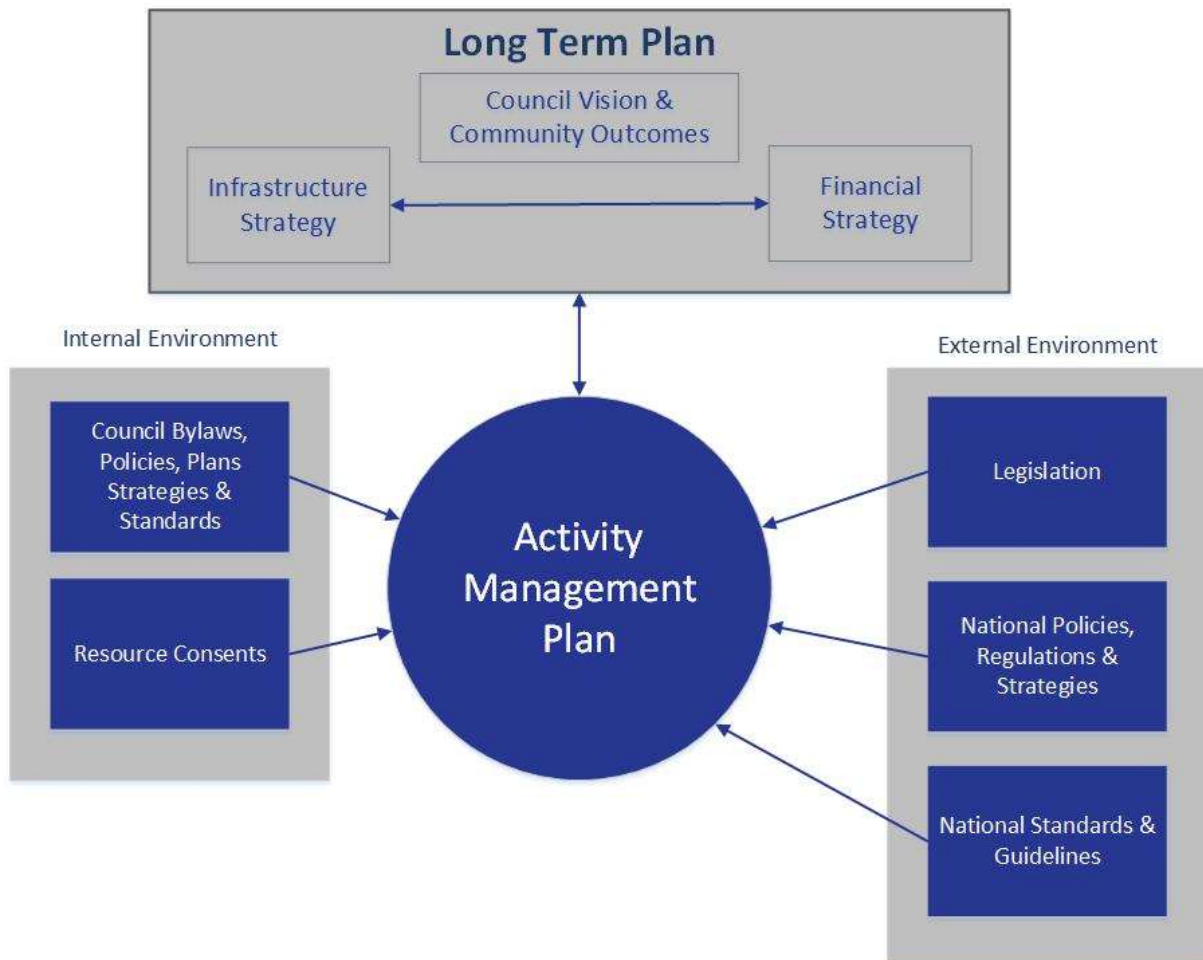 Long Term Plan
Council Vision &
Community Outcomes
Infrastructure
Strategy
Financial
Strategy
Internal Environment
Council Bylaws,
Policies, Plans
Strategies &
Standards
Resource Consents
Activity
Management
Plan
External Environment
Legislation
National Policies,
Regulations &
Strategies
National Standards &
Guidelines